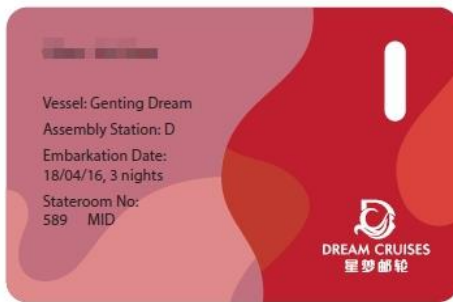 Vessel: Genting Dream
Assembly Station: D
Embarkation Date:
18/04/16, 3 nights
Stateroom No:
589 MID
DREAM CRUISES
星梦邮轮